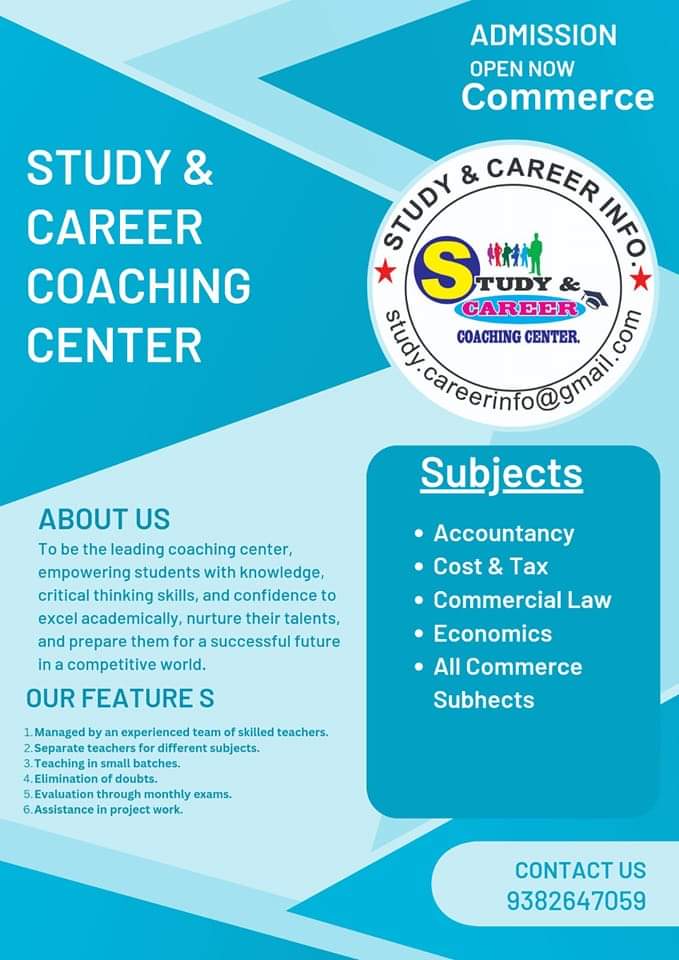 ADMISSION
OPEN NOW
Commerce
STUDY &
CAREER
COACHING
CENTER
STUDY & CAREER INFO.
STUDY &
CAREER
COACHING CENTER.
study.careerinfo@gmail.com
Subjects
• Accountancy
• Cost & Tax
• Commercial Law
• Economics
• All Commerce
Subhects
ABOUT US
To be the leading coaching center,
empowering students with knowledge,
critical thinking skills, and confidence to
excel academically, nurture their talents,
and prepare them for a successful future
in a competitive world.
OUR FEATURE S
1. Managed by an experienced team of skilled teachers.
2. Separate teachers for different subjects.
3. Teaching in small batches.
4. Elimination of doubts.
5. Evaluation through monthly exams.
6. Assistance in project work.
CONTACT US
9382647059